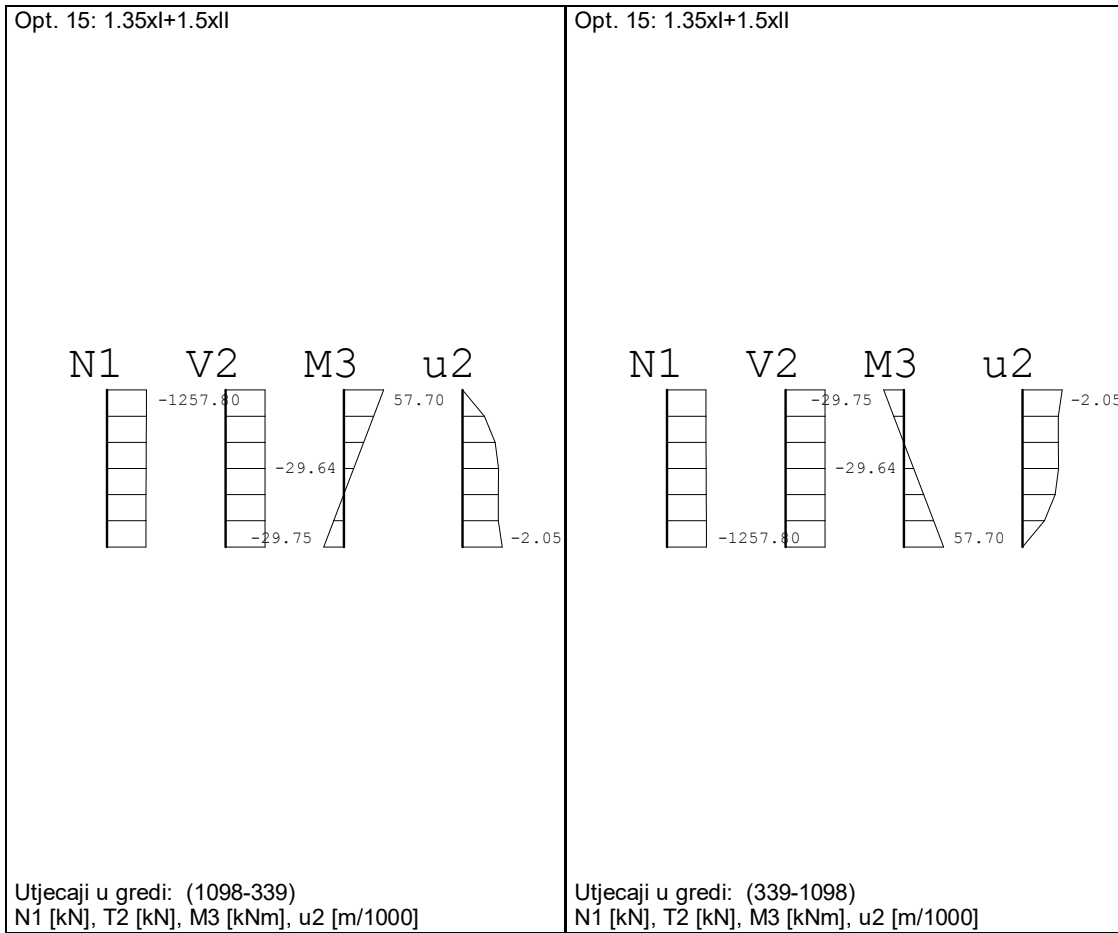 Opt. 15: 1.35xI+1.5xII
N1 V2 M3 u2
-1257.80 57.70
-29.64
-29.75 -2.05
Utjecaji u gredi: (1098-339)
N1 [kN], T2 [kN], M3 [kNm], u2 [m/1000]
Opt. 15: 1.35xI+1.5xII
N1 V2 M3 u2
-29.75 -2.05
-29.64
-1257.80 57.70
Utjecaji u gredi: (339-1098)
N1 [kN], T2 [kN], M3 [kNm], u2 [m/1000]